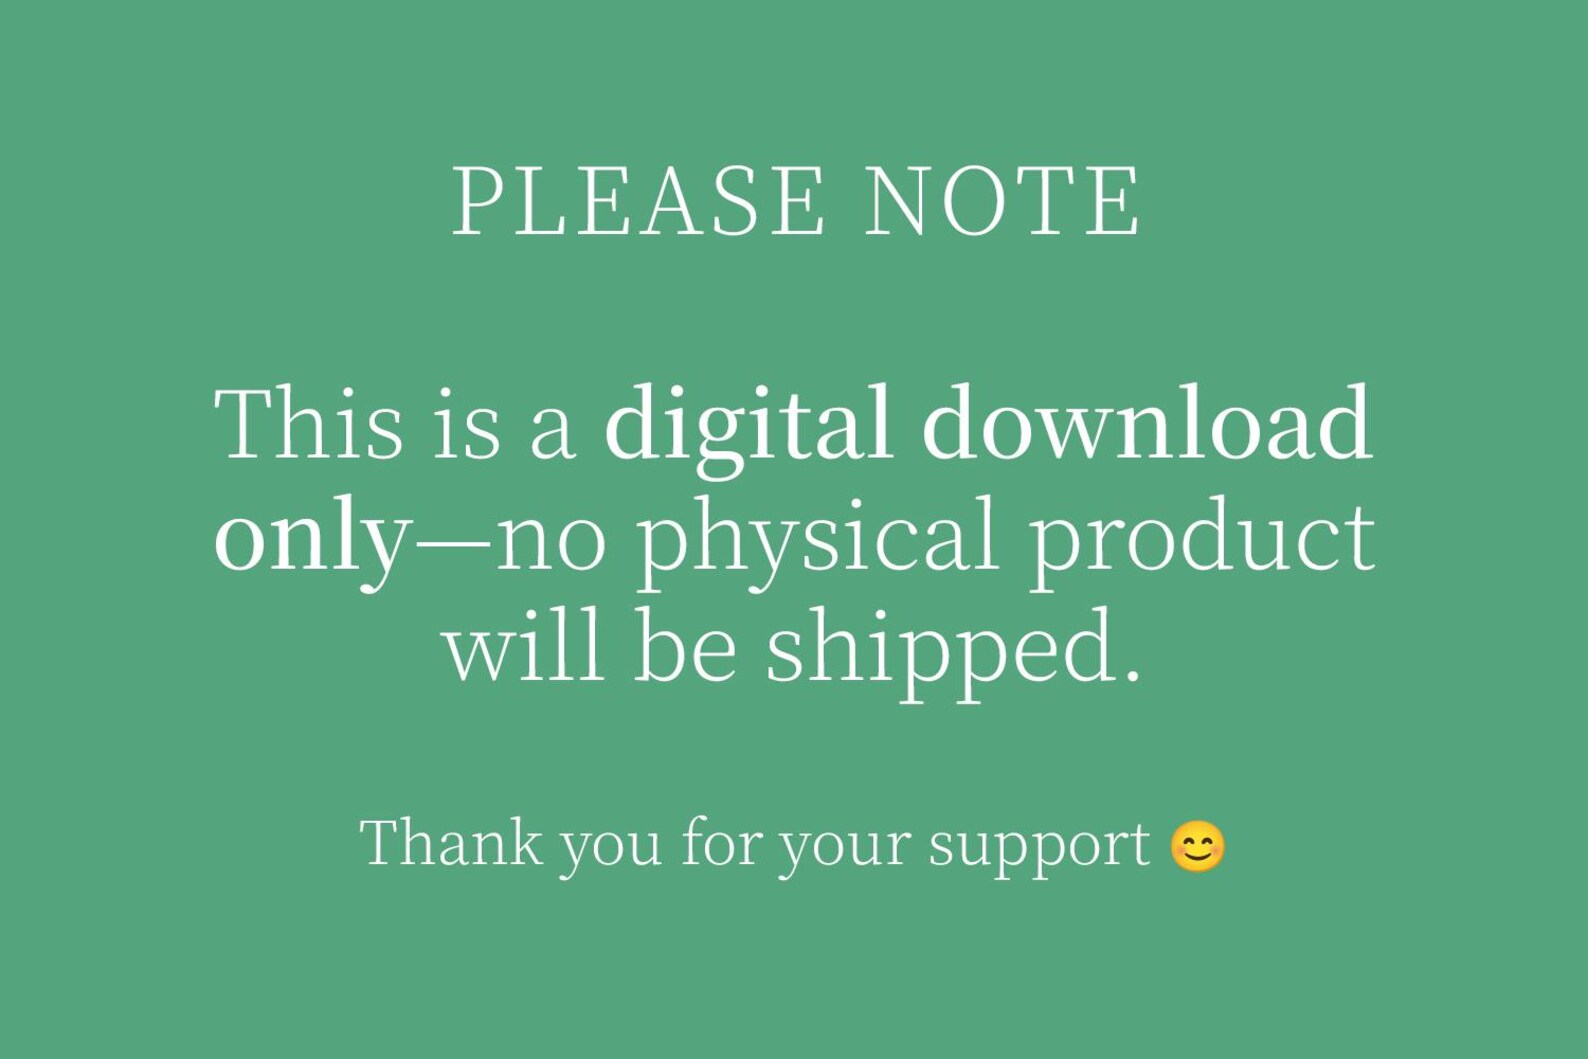 PLEASE NOTE
This is a digital download
only—no physical product
will be shipped.
Thank you for your support 😊